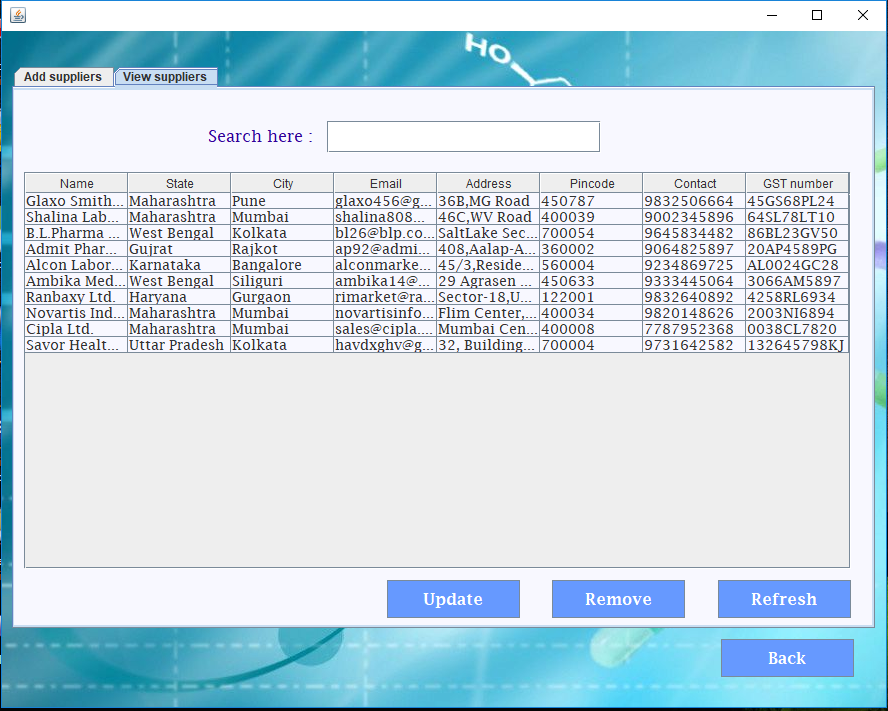 HO
Add suppliers View suppliers
Search here :
Name State City Email Address Pincode Contact GST number
Glaxo Smith... Maharashtra Pune glaxo456@g... 36B,MG Road 450787 9832506664 45GS68PL24
Shalina Lab... Maharashtra Mumbai shalina808... 46C,WV Road 400039 9002345896 64SL78LT10
B.L.Pharma ... West Bengal Kolkata bl26@blp.co... SaltLake Sec... 700054 9645834482 86BL23GV50
Admit Phar... Gujrat Rajkot ap92@admi... 408,Aalap-A... 360002 9064825897 20AP4589PG
Alcon Labor... Karnataka Bangalore alconmarke... 45/3,Reside... 560004 9234869725 AL0024GC28
Ambika Med... West Bengal Siliguri ambika14@... 29 Agrasen ... 450633 9333445064 3066AM5897
Ranbaxy Ltd. Haryana Gurgaon rimarket@ra... Sector-18,U... 122001 9832640892 4258RL6934
Novartis Ind... Maharashtra Mumbai novartisinfo... Flim Center,... 400034 9820148626 2003NI6894
Cipla Ltd. Maharashtra Mumbai sales@cipla.... Mumbai Cen... 400008 7787952368 0038CL7820
Savor Healt... Uttar Pradesh Kolkata havdxghv@g... 32, Building... 700004 9731642582 132645798KJ
Update Remove Refresh
Back